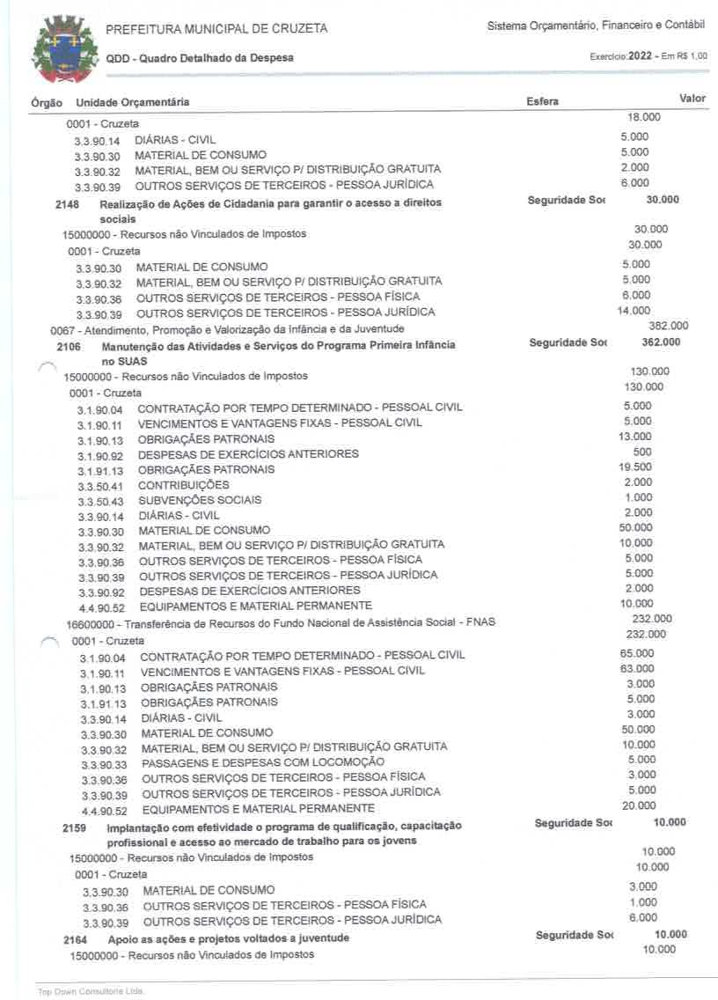 PREFEITURA MUNICIPAL DE CRUZETA
Sistema Orçamentário, Financeiro e Contábil
QDD - Quadro Detalhado da Despesa
Exercício:2022 - Em R$ 1,00
Órgão Unidade Orçamentária Esfera Valor
0001 - Cruzeta 18.000
3.3.90.14 DIÁRIAS - CIVIL 5.000
3.3.90.30 MATERIAL DE CONSUMO 5.000
3.3.90.32 MATERIAL, BEM OU SERVIÇO P/ DISTRIBUIÇÃO GRATUITA 2.000
3.3.90.39 OUTROS SERVIÇOS DE TERCEIROS - PESSOA JURÍDICA 6.000
2148 Realização de Ações de Cidadania para garantir o acesso a direitos Seguridade Soc 30.000
sociais
15000000 - Recursos não Vinculados de Impostos 30.000
0001 - Cruzeta 30.000
3.3.90.30 MATERIAL DE CONSUMO 5.000
3.3.90.32 MATERIAL, BEM OU SERVIÇO P/ DISTRIBUIÇÃO GRATUITA 5.000
3.3.90.36 OUTROS SERVIÇOS DE TERCEIROS - PESSOA FÍSICA 6.000
3.3.90.39 OUTROS SERVIÇOS DE TERCEIROS - PESSOA JURÍDICA 14.000
0067 - Atendimento, Promoção e Valorização da Infância e da Juventude 382.000
2106 Manutenção das Atividades e Serviços do Programa Primeira Infância Seguridade Soc 362.000
no SUAS
15000000 - Recursos não Vinculados de Impostos 130.000
0001 - Cruzeta 130.000
3.1.90.04 CONTRATAÇÃO POR TEMPO DETERMINADO - PESSOAL CIVIL 5.000
3.1.90.11 VENCIMENTOS E VANTAGENS FIXAS - PESSOAL CIVIL 5.000
3.1.90.13 OBRIGAÇÃES PATRONAIS 13.000
3.1.90.92 DESPESAS DE EXERCÍCIOS ANTERIORES 500
3.1.91.13 OBRIGAÇÃES PATRONAIS 19.500
3.3.50.41 CONTRIBUIÇÕES 2.000
3.3.50.43 SUBVENÇÕES SOCIAIS 1.000
3.3.90.14 DIÁRIAS - CIVIL 2.000
3.3.90.30 MATERIAL DE CONSUMO 50.000
3.3.90.32 MATERIAL, BEM OU SERVIÇO P/ DISTRIBUIÇÃO GRATUITA 10.000
3.3.90.36 OUTROS SERVIÇOS DE TERCEIROS - PESSOA FÍSICA 5.000
3.3.90.39 OUTROS SERVIÇOS DE TERCEIROS - PESSOA JURÍDICA 5.000
3.3.90.92 DESPESAS DE EXERCÍCIOS ANTERIORES 2.000
4.4.90.52 EQUIPAMENTOS E MATERIAL PERMANENTE 10.000
16600000 - Transferência de Recursos do Fundo Nacional de Assistência Social - FNAS 232.000
0001 - Cruzeta 232.000
3.1.90.04 CONTRATAÇÃO POR TEMPO DETERMINADO - PESSOAL CIVIL 65.000
3.1.90.11 VENCIMENTOS E VANTAGENS FIXAS - PESSOAL CIVIL 63.000
3.1.90.13 OBRIGAÇÃES PATRONAIS 3.000
3.1.91.13 OBRIGAÇÃES PATRONAIS 5.000
3.3.90.14 DIÁRIAS - CIVIL 3.000
3.3.90.30 MATERIAL DE CONSUMO 50.000
3.3.90.32 MATERIAL, BEM OU SERVIÇO P/ DISTRIBUIÇÃO GRATUITA 10.000
3.3.90.33 PASSAGENS E DESPESAS COM LOCOMOÇÃO 5.000
3.3.90.36 OUTROS SERVIÇOS DE TERCEIROS - PESSOA FÍSICA 3.000
3.3.90.39 OUTROS SERVIÇOS DE TERCEIROS - PESSOA JURÍDICA 5.000
4.4.90.52 EQUIPAMENTOS E MATERIAL PERMANENTE 20.000
2159 Implantação com efetividade o programa de qualificação, capacitação Seguridade Soc 10.000
profissional e acesso ao mercado de trabalho para os jovens
15000000 - Recursos não Vinculados de Impostos 10.000
0001 - Cruzeta 10.000
3.3.90.30 MATERIAL DE CONSUMO 3.000
3.3.90.36 OUTROS SERVIÇOS DE TERCEIROS - PESSOA FÍSICA 1.000
3.3.90.39 OUTROS SERVIÇOS DE TERCEIROS - PESSOA JURÍDICA 6.000
2164 Apoio as ações e projetos voltados a juventude Seguridade Soc 10.000
15000000 - Recursos não Vinculados de Impostos 10.000
Top Down Consultoria Ltda.